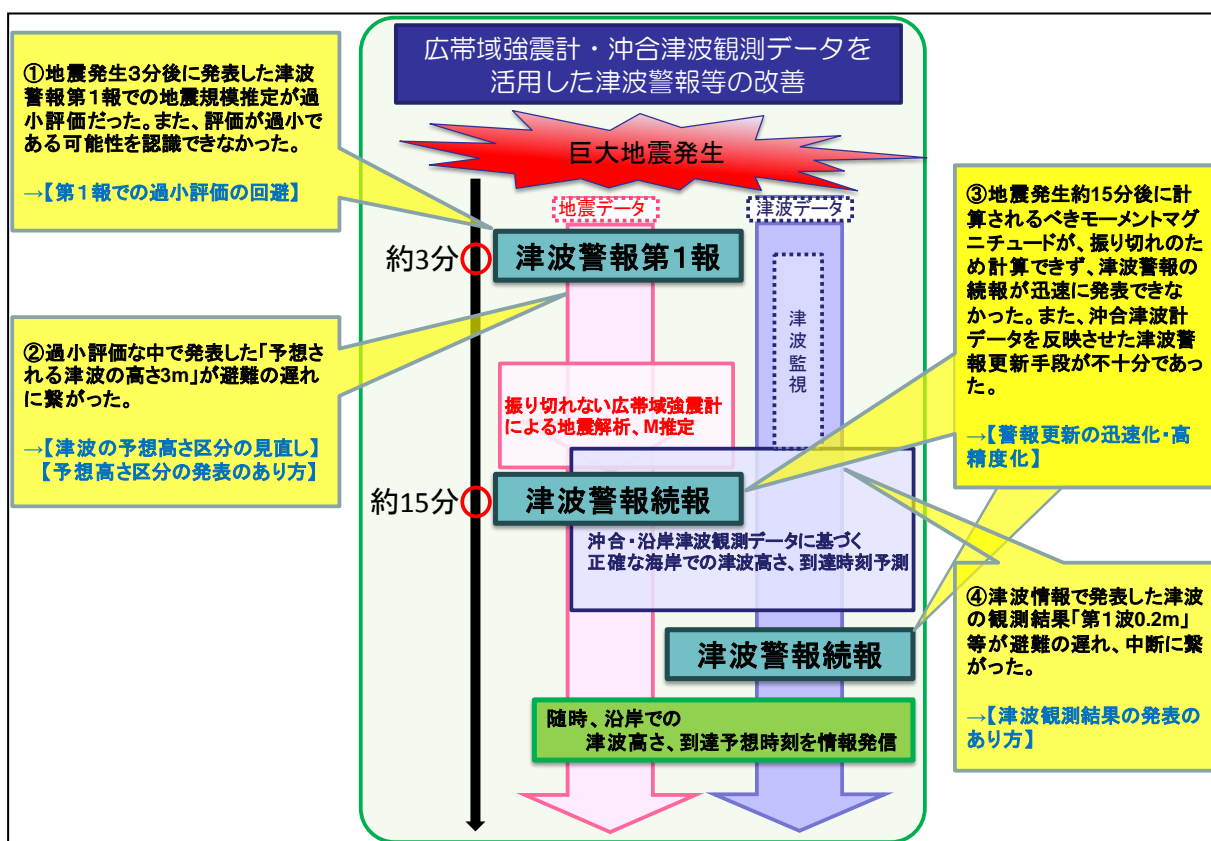 広帯域強震計・沖合津波観測データを
活用した津波警報等の改善
巨大地震発生
地震データ
津波データ
約3分
津波警報第1報
津波監視
振り切れない広帯域強震計
による地震解析、M推定
約15分
津波警報続報
沖合・沿岸津波観測データに基づく
正確な海岸での津波高さ、到達時刻予測
津波警報続報
随時、沿岸での
津波高さ、到達予想時刻を情報発信
①地震発生3分後に発表した津波
警報第1報での地震規模推定が過
小評価だった。また、評価が過小で
ある可能性を認識できなかった。
→【第1報での過小評価の回避】
②過小評価な中で発表した「予想さ
れる津波の高さ3m」が避難の遅れ
に繋がった。
→【津波の予想高さ区分の見直し】
【予想高さ区分の発表のあり方】
③地震発生約15分後に計
算されるべきモーメントマグ
ニチュードが、振り切れのた
め計算できず、津波警報の
続報が迅速に発表できな
かった。また、沖合津波計
データを反映させた津波警
報更新手段が不十分であっ
た。
→【警報更新の迅速化・高
精度化】
④津波情報で発表した津波
の観測結果「第1波0.2m」
等が避難の遅れ、中断に繋
がった。
→【津波観測結果の発表の
あり方】